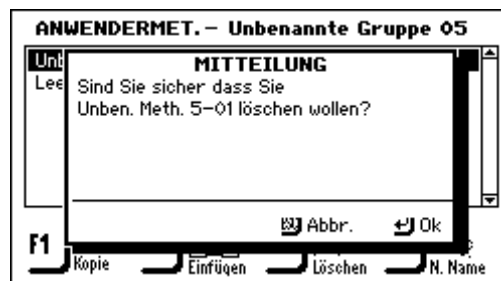 ANWENDERMET.– Unbenannte Gruppe 05
MITTEILUNG
Sind Sie sicher dass Sie
Unben. Meth. 5-01 löschen wollen?
Abbr. Ok
F1
Kopie Einfügen Löschen N. Name